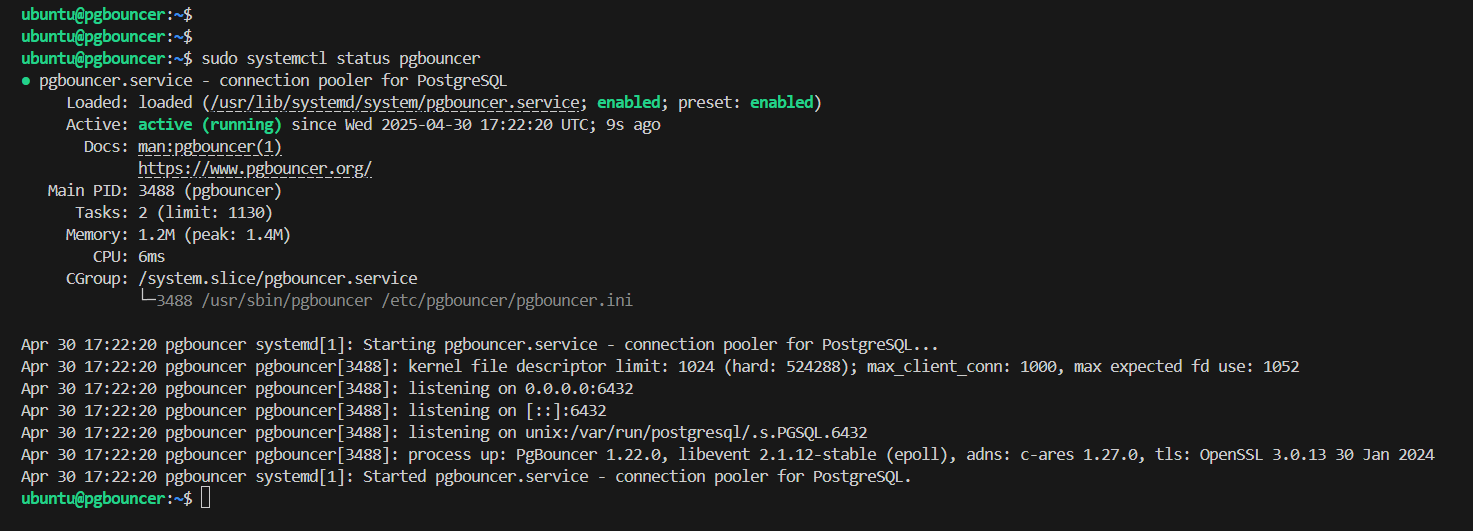 ubuntu@pgbouncer:~$
ubuntu@pgbouncer:~$
ubuntu@pgbouncer:~$ sudo systemctl status pgbouncer
● pgbouncer.service - connection pooler for PostgreSQL
     Loaded: loaded (/usr/lib/systemd/system/pgbouncer.service; enabled; preset: enabled)
     Active: active (running) since Wed 2025-04-30 17:22:20 UTC; 9s ago
       Docs: man:pgbouncer(1)
             https://www.pgbouncer.org/
   Main PID: 3488 (pgbouncer)
      Tasks: 2 (limit: 1130)
     Memory: 1.2M (peak: 1.4M)
        CPU: 6ms
     CGroup: /system.slice/pgbouncer.service
             └─3488 /usr/sbin/pgbouncer /etc/pgbouncer/pgbouncer.ini

Apr 30 17:22:20 pgbouncer systemd[1]: Starting pgbouncer.service - connection pooler for PostgreSQL...
Apr 30 17:22:20 pgbouncer pgbouncer[3488]: kernel file descriptor limit: 1024 (hard: 524288); max_client_conn: 1000, max expected fd use: 1052
Apr 30 17:22:20 pgbouncer pgbouncer[3488]: listening on 0.0.0.0:6432
Apr 30 17:22:20 pgbouncer pgbouncer[3488]: listening on [::]:6432
Apr 30 17:22:20 pgbouncer pgbouncer[3488]: listening on unix:/var/run/postgresql/.s.PGSQL.6432
Apr 30 17:22:20 pgbouncer pgbouncer[3488]: process up: PgBouncer 1.22.0, libevent 2.1.12-stable (epoll), adns: c-ares 1.27.0, tls: OpenSSL 3.0.13 30 Jan 2024
Apr 30 17:22:20 pgbouncer systemd[1]: Started pgbouncer.service - connection pooler for PostgreSQL.
ubuntu@pgbouncer:~$